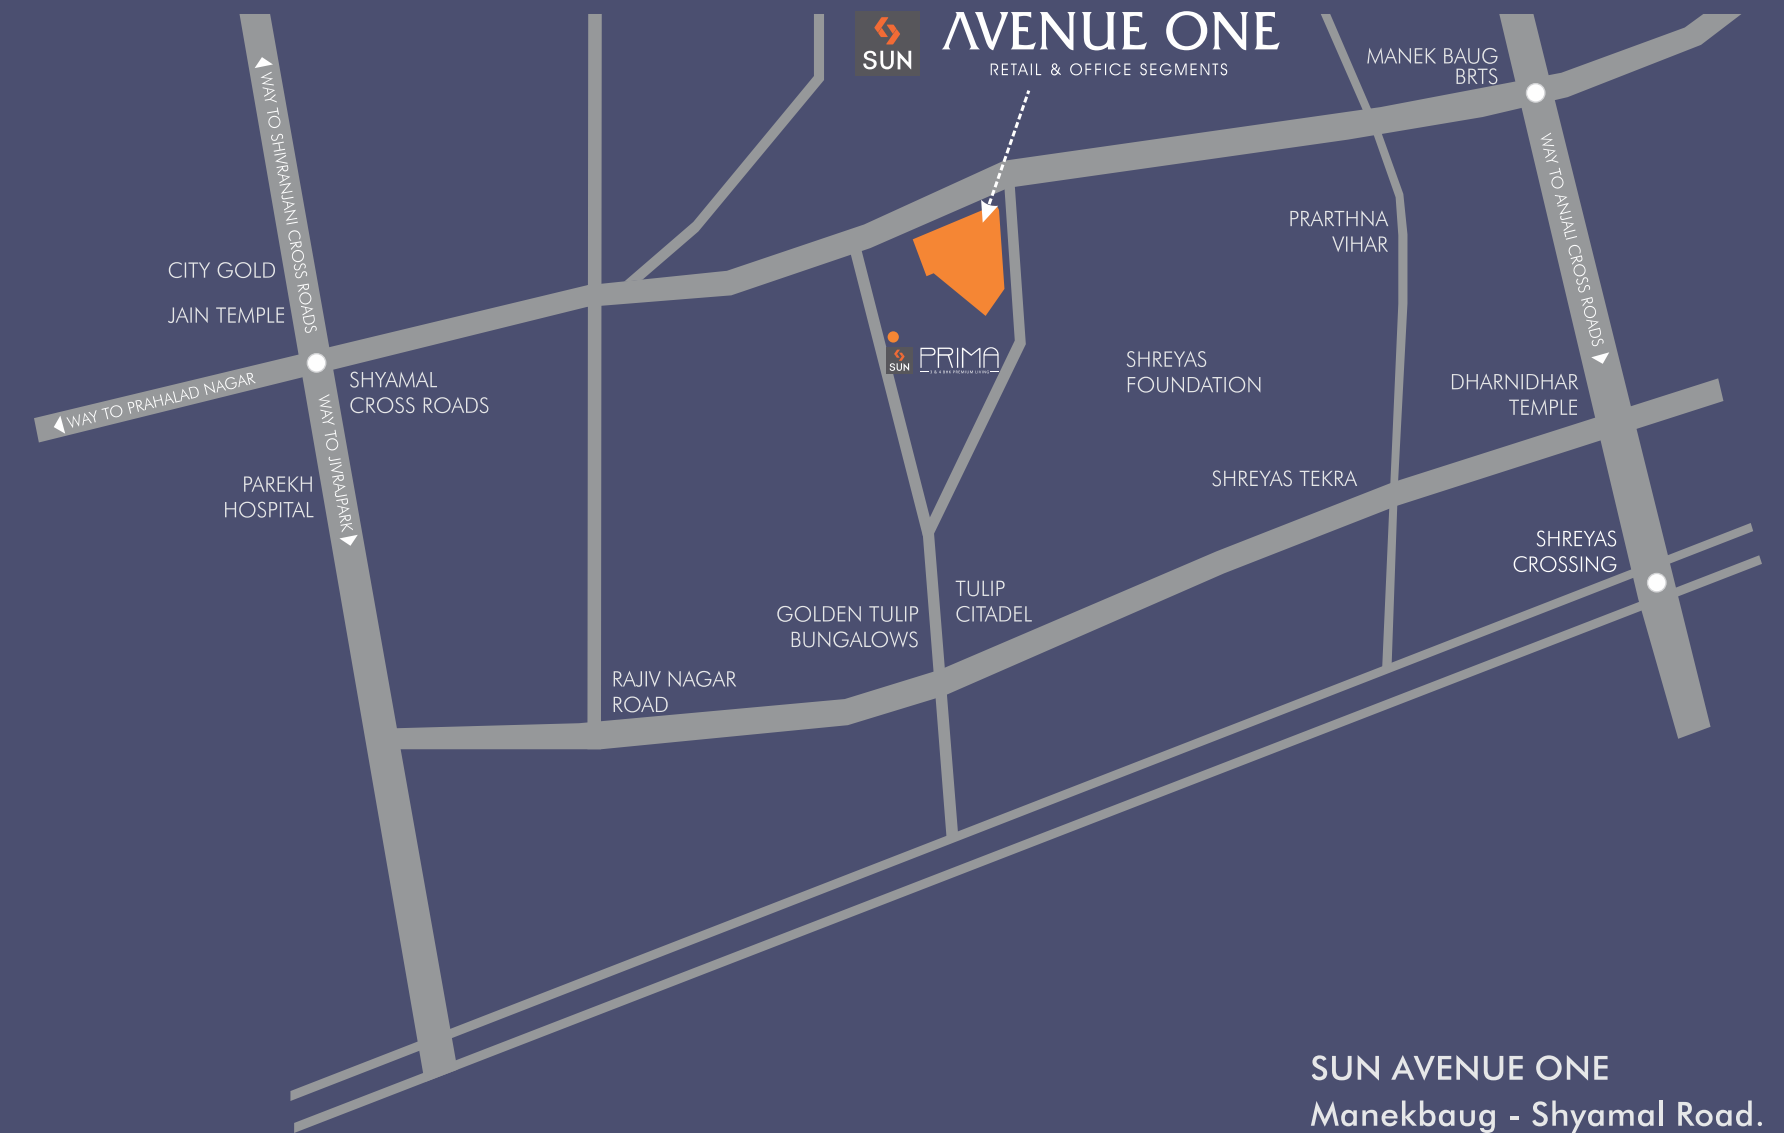 SUN
AVENUE ONE
RETAIL & OFFICE SEGMENTS
MANEK BAUG
BRTS
WAY TO SHIVRANJANI CROSS ROADS
WAY TO ANJALI CROSS ROADS
PRARTHNA
VIHAR
CITY GOLD
JAIN TEMPLE
SHYAMAL
CROSS ROADS
WAY TO PRAHALAD NAGAR
WAY TO JIVRAJPARK
SUN
PRIMA
SHREYAS
FOUNDATION
DHARNIDHAR
TEMPLE
PAREKH
HOSPITAL
SHREYAS TEKRA
SHREYAS
CROSSING
TULIP
CITADEL
GOLDEN TULIP
BUNGALOWS
RAJIV NAGAR
ROAD
SUN AVENUE ONE
Manekbaug - Shyamal Road.